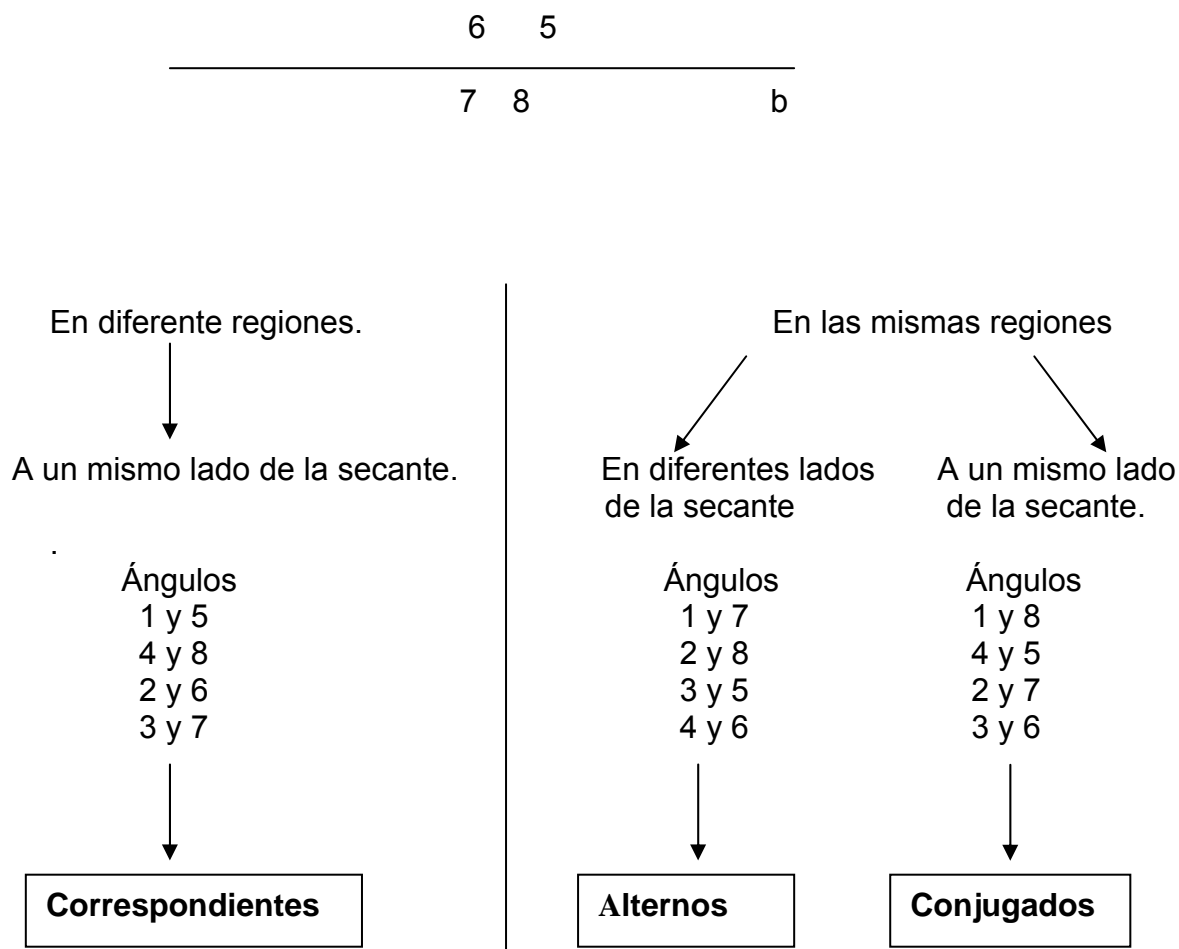 6 5
7 8 b
En diferente regiones.
A un mismo lado de la secante.
.
Ángulos
1 y 5
4 y 8
2 y 6
3 y 7
Correspondientes
En las mismas regiones
En diferentes lados
de la secante
Ángulos
1 y 7
2 y 8
3 y 5
4 y 6
Alternos
A un mismo lado
de la secante.
Ángulos
1 y 8
4 y 5
2 y 7
3 y 6
Conjugados